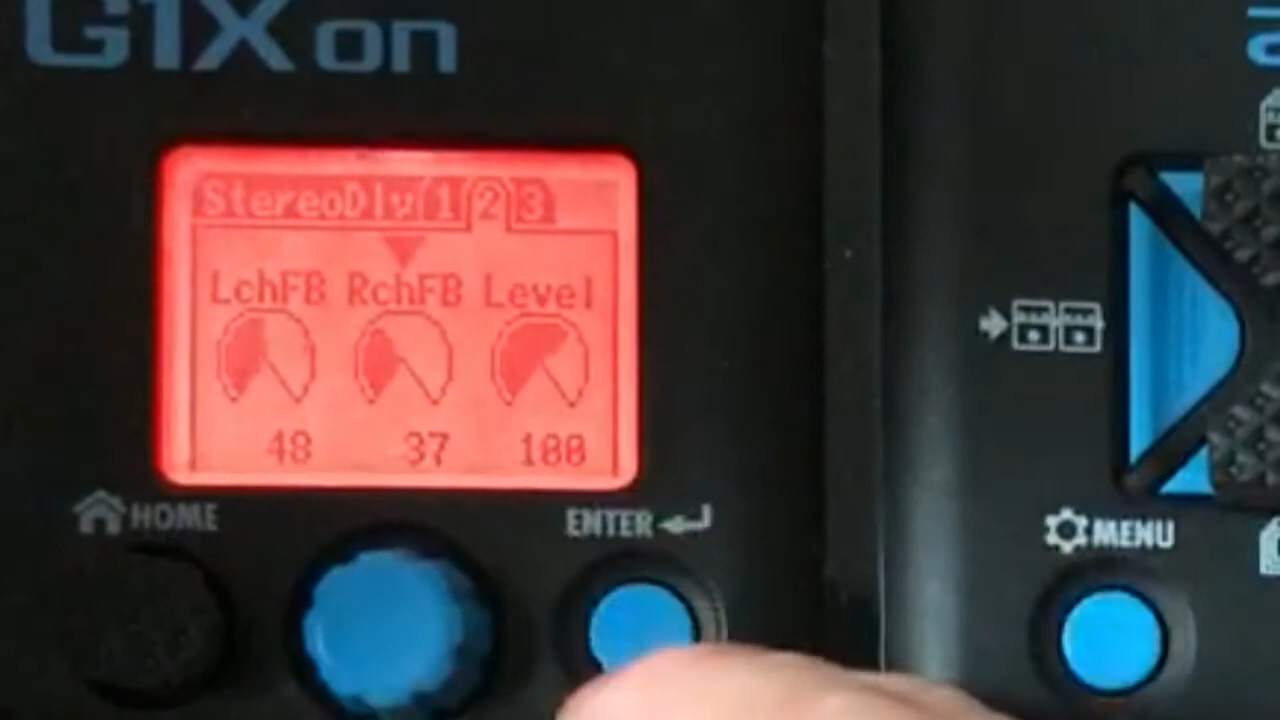 G1X on
StereoDly 1 2 3
LchFB RchFB Level
48 37 100
HOME
ENTER
MENU